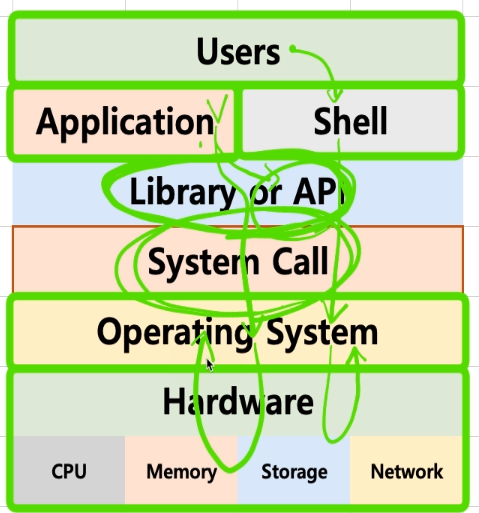 Users
Application Shell
Library or API
System Call
Operating System
Hardware
CPU Memory Storage Network